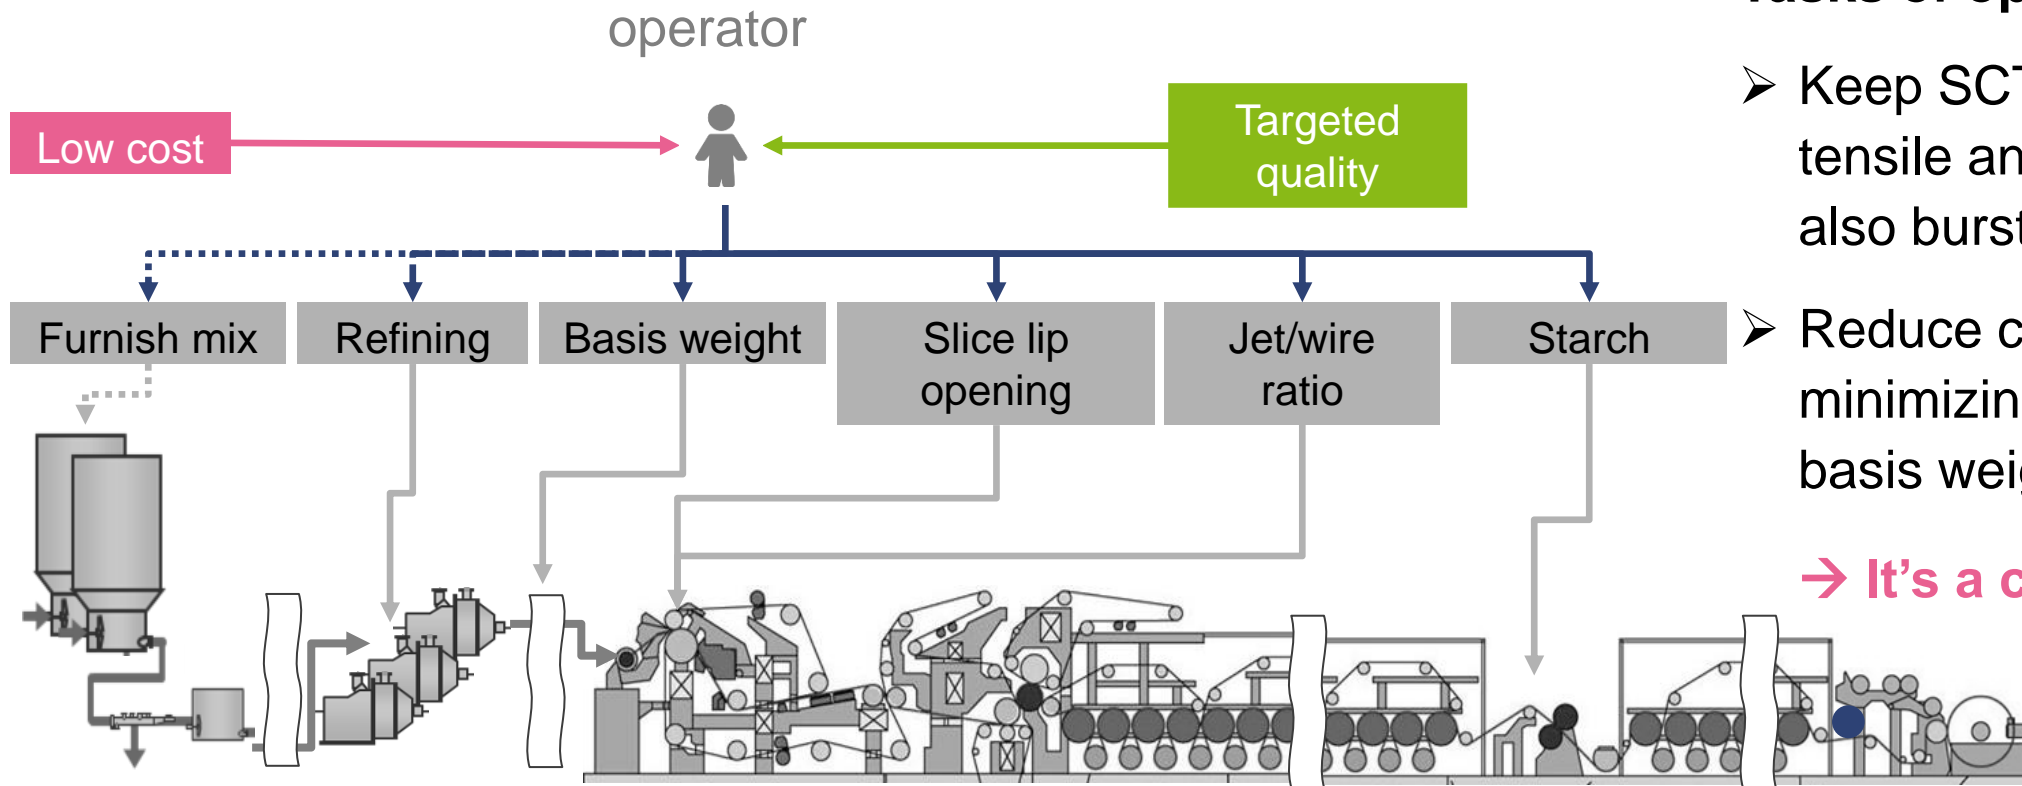 operator
Low cost
Targeted
quality
Furnish mix
Refining
Basis weight
Slice lip
opening
Jet/wire
ratio
Starch
➢ Keep
tensile
also
➢ Reduce
basis
→ It's a